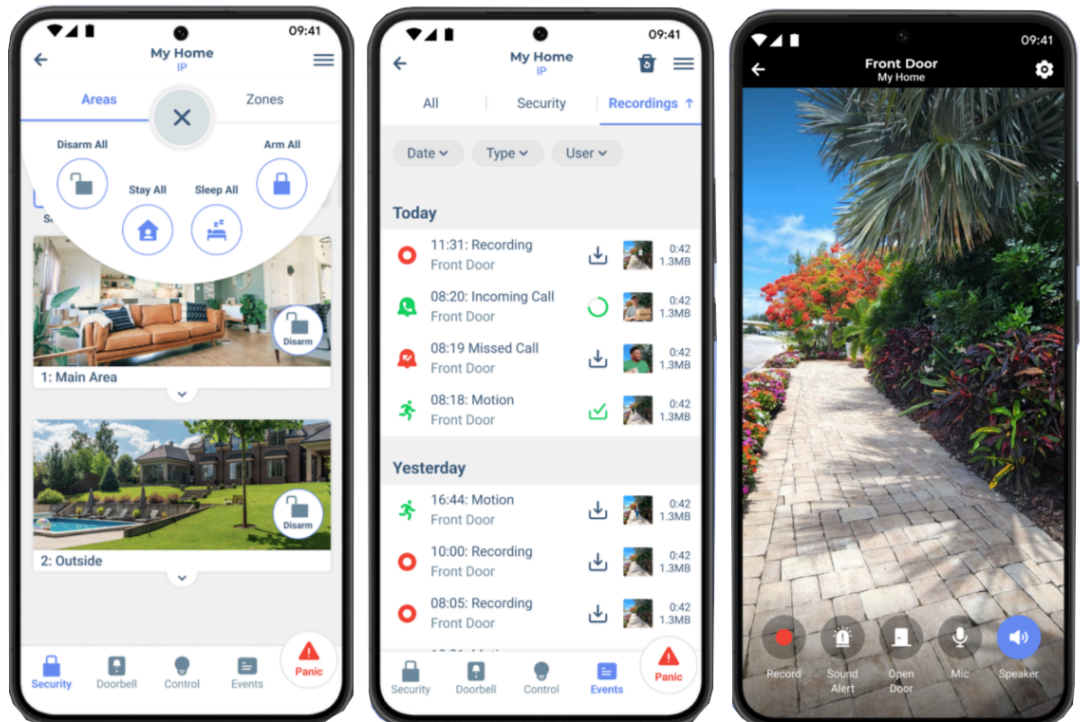 09:41
My Home
IP
Areas
Zones
Disarm All
Arm All
Stay All
Sleep All
Disarm
1: Main Area
Disarm
2: Outside
Security
Doorbell
Control
Events
Panic
09:41
My Home
IP
All
Security
Recordings ↑
Date
Type
User
Today
11:31: Recording
Front Door
0:42
1.3MB
08:20: Incoming Call
Front Door
0:42
1.3MB
08:19 Missed Call
Front Door
0:42
1.3MB
08:18: Motion
Front Door
0:42
1.3MB
Yesterday
16:44: Motion
Front Door
0:42
1.3MB
10:00: Recording
Front Door
0:42
1.3MB
08:05: Recording
Front Door
0:42
1.3MB
Security
Doorbell
Control
Events
Panic
09:41
Front Door
My Home
Record
Sound
Alert
Open
Door
Mic
Speaker